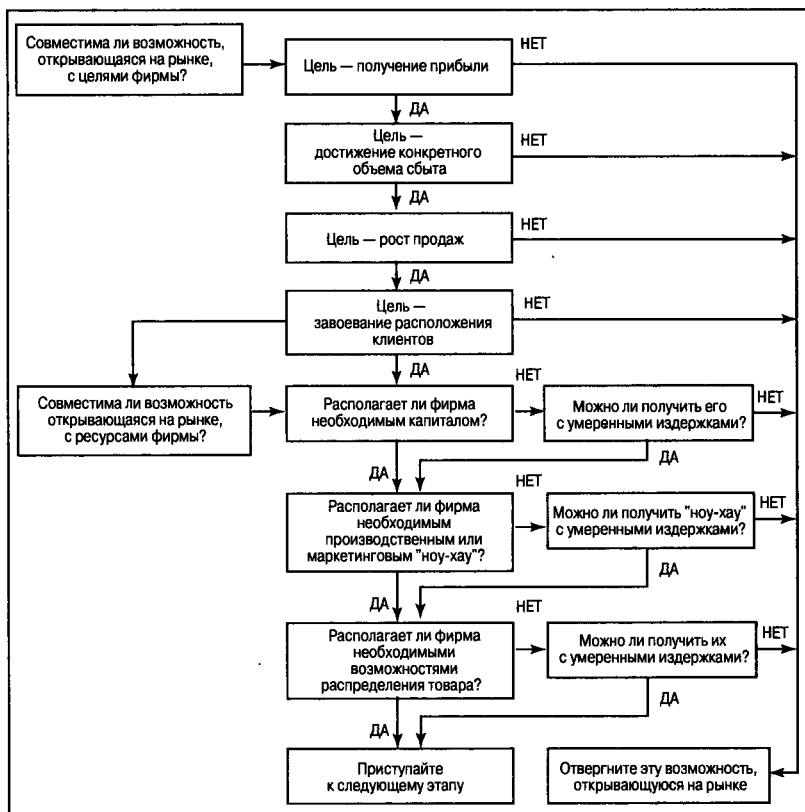 Совместима ли возможность,
открывающаяся на рынке,
с целями фирмы?
Цель — получение прибыли
НЕТ
ДА
Цель —
достижение конкретного
объема сбыта
НЕТ
ДА
Цель — рост продаж
НЕТ
ДА
Цель —
завоевание расположения
клиентов
НЕТ
ДА
Совместима ли возможность
открывающаяся на рынке,
с ресурсами фирмы?
Располагает ли фирма
необходимым капиталом?
НЕТ
Можно ли получить его
с умеренными издержками?
НЕТ
ДА
ДА
Располагает ли фирма
необходимым
производственным или
маркетинговым "ноу-хау"?
НЕТ
Можно ли получить "ноу-хау"
с умеренными издержками?
НЕТ
ДА
ДА
Располагает ли фирма
необходимыми
возможностями
распределения товара?
НЕТ
Можно ли получить их
с умеренными издержками?
НЕТ
ДА
ДА
Приступайте
к следующему этапу
Отвергните эту возможность,
открывающуюся на рынке